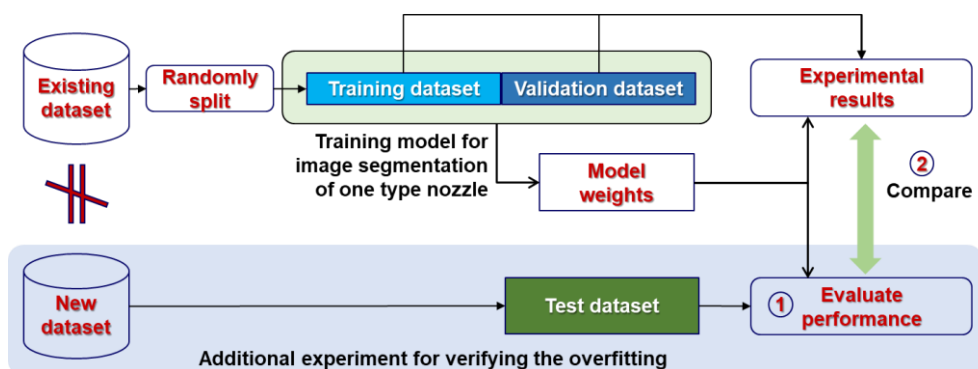 Existing
dataset
Randomly
split
Training dataset
Validation dataset
Experimental
results
Training model for
image segmentation
of one type nozzle
Model
weights
2
Compare
New
dataset
Test dataset
1
Evaluate
performance
Additional experiment for verifying the overfitting